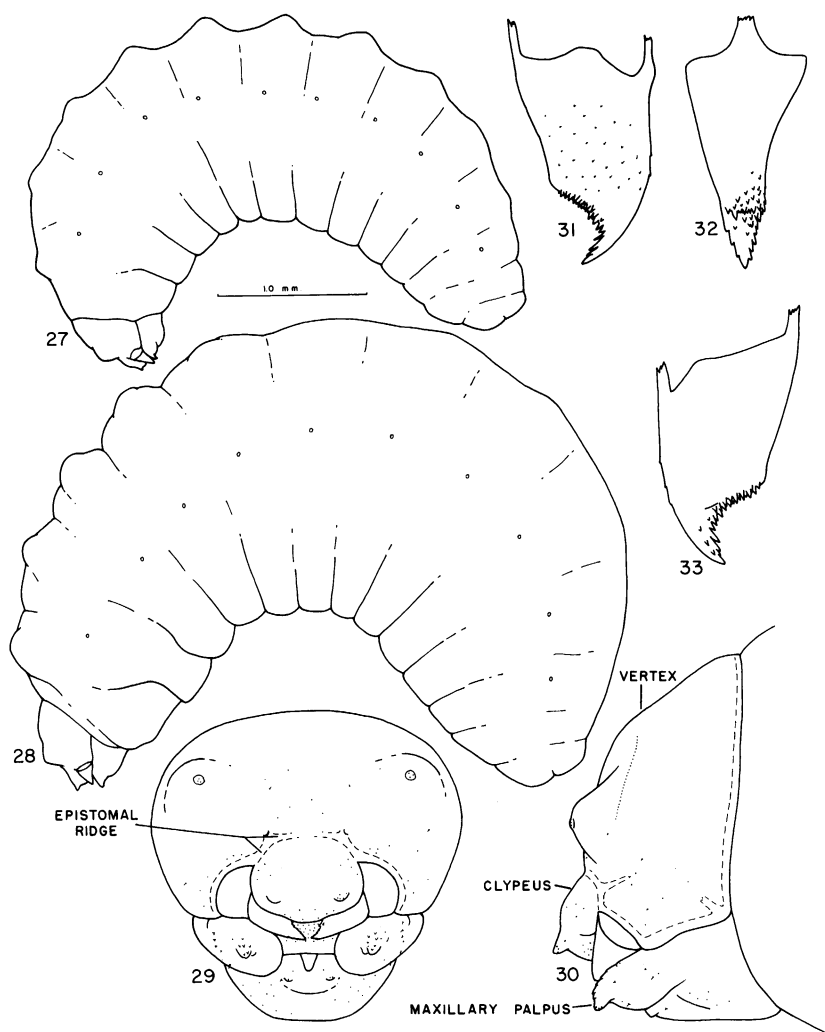 31
32
1.0 mm
27
33
VERTEX
28
EPISTOMAL
RIDGE
CLYPEUS
29
30
MAXILLARY PALPUS